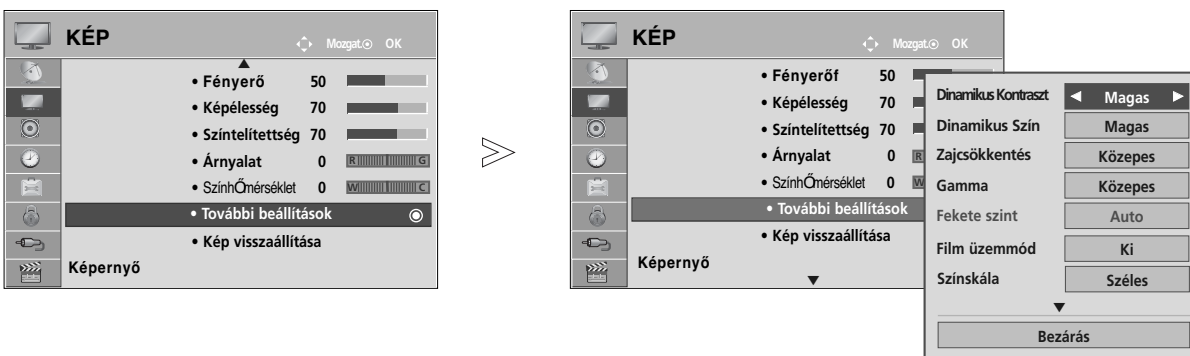 KÉP
Mozgat. OK
• Fényerő 50
• Képélesség 70
• Színtelítettség 70
• Árnyalat 0 R G
• SzínhŐmérséklet 0 W C
• További beállítások
• Kép visszaállítása
Képernyő
KÉP
Mozgat. OK
• Fényerőf 50
• Képélesség 70
• Színtelítettség 70
• Árnyalat 0 R
• SzínhŐmérséklet 0 W
• További beállítások
• Kép visszaállítása
Képernyő
Dinamikus Kontraszt Magas
Dinamikus Szín Magas
Zajcsökkentés Közepes
Gamma Közepes
Fekete szint Auto
Film üzemmód Ki
Színskála Széles
Bezárás